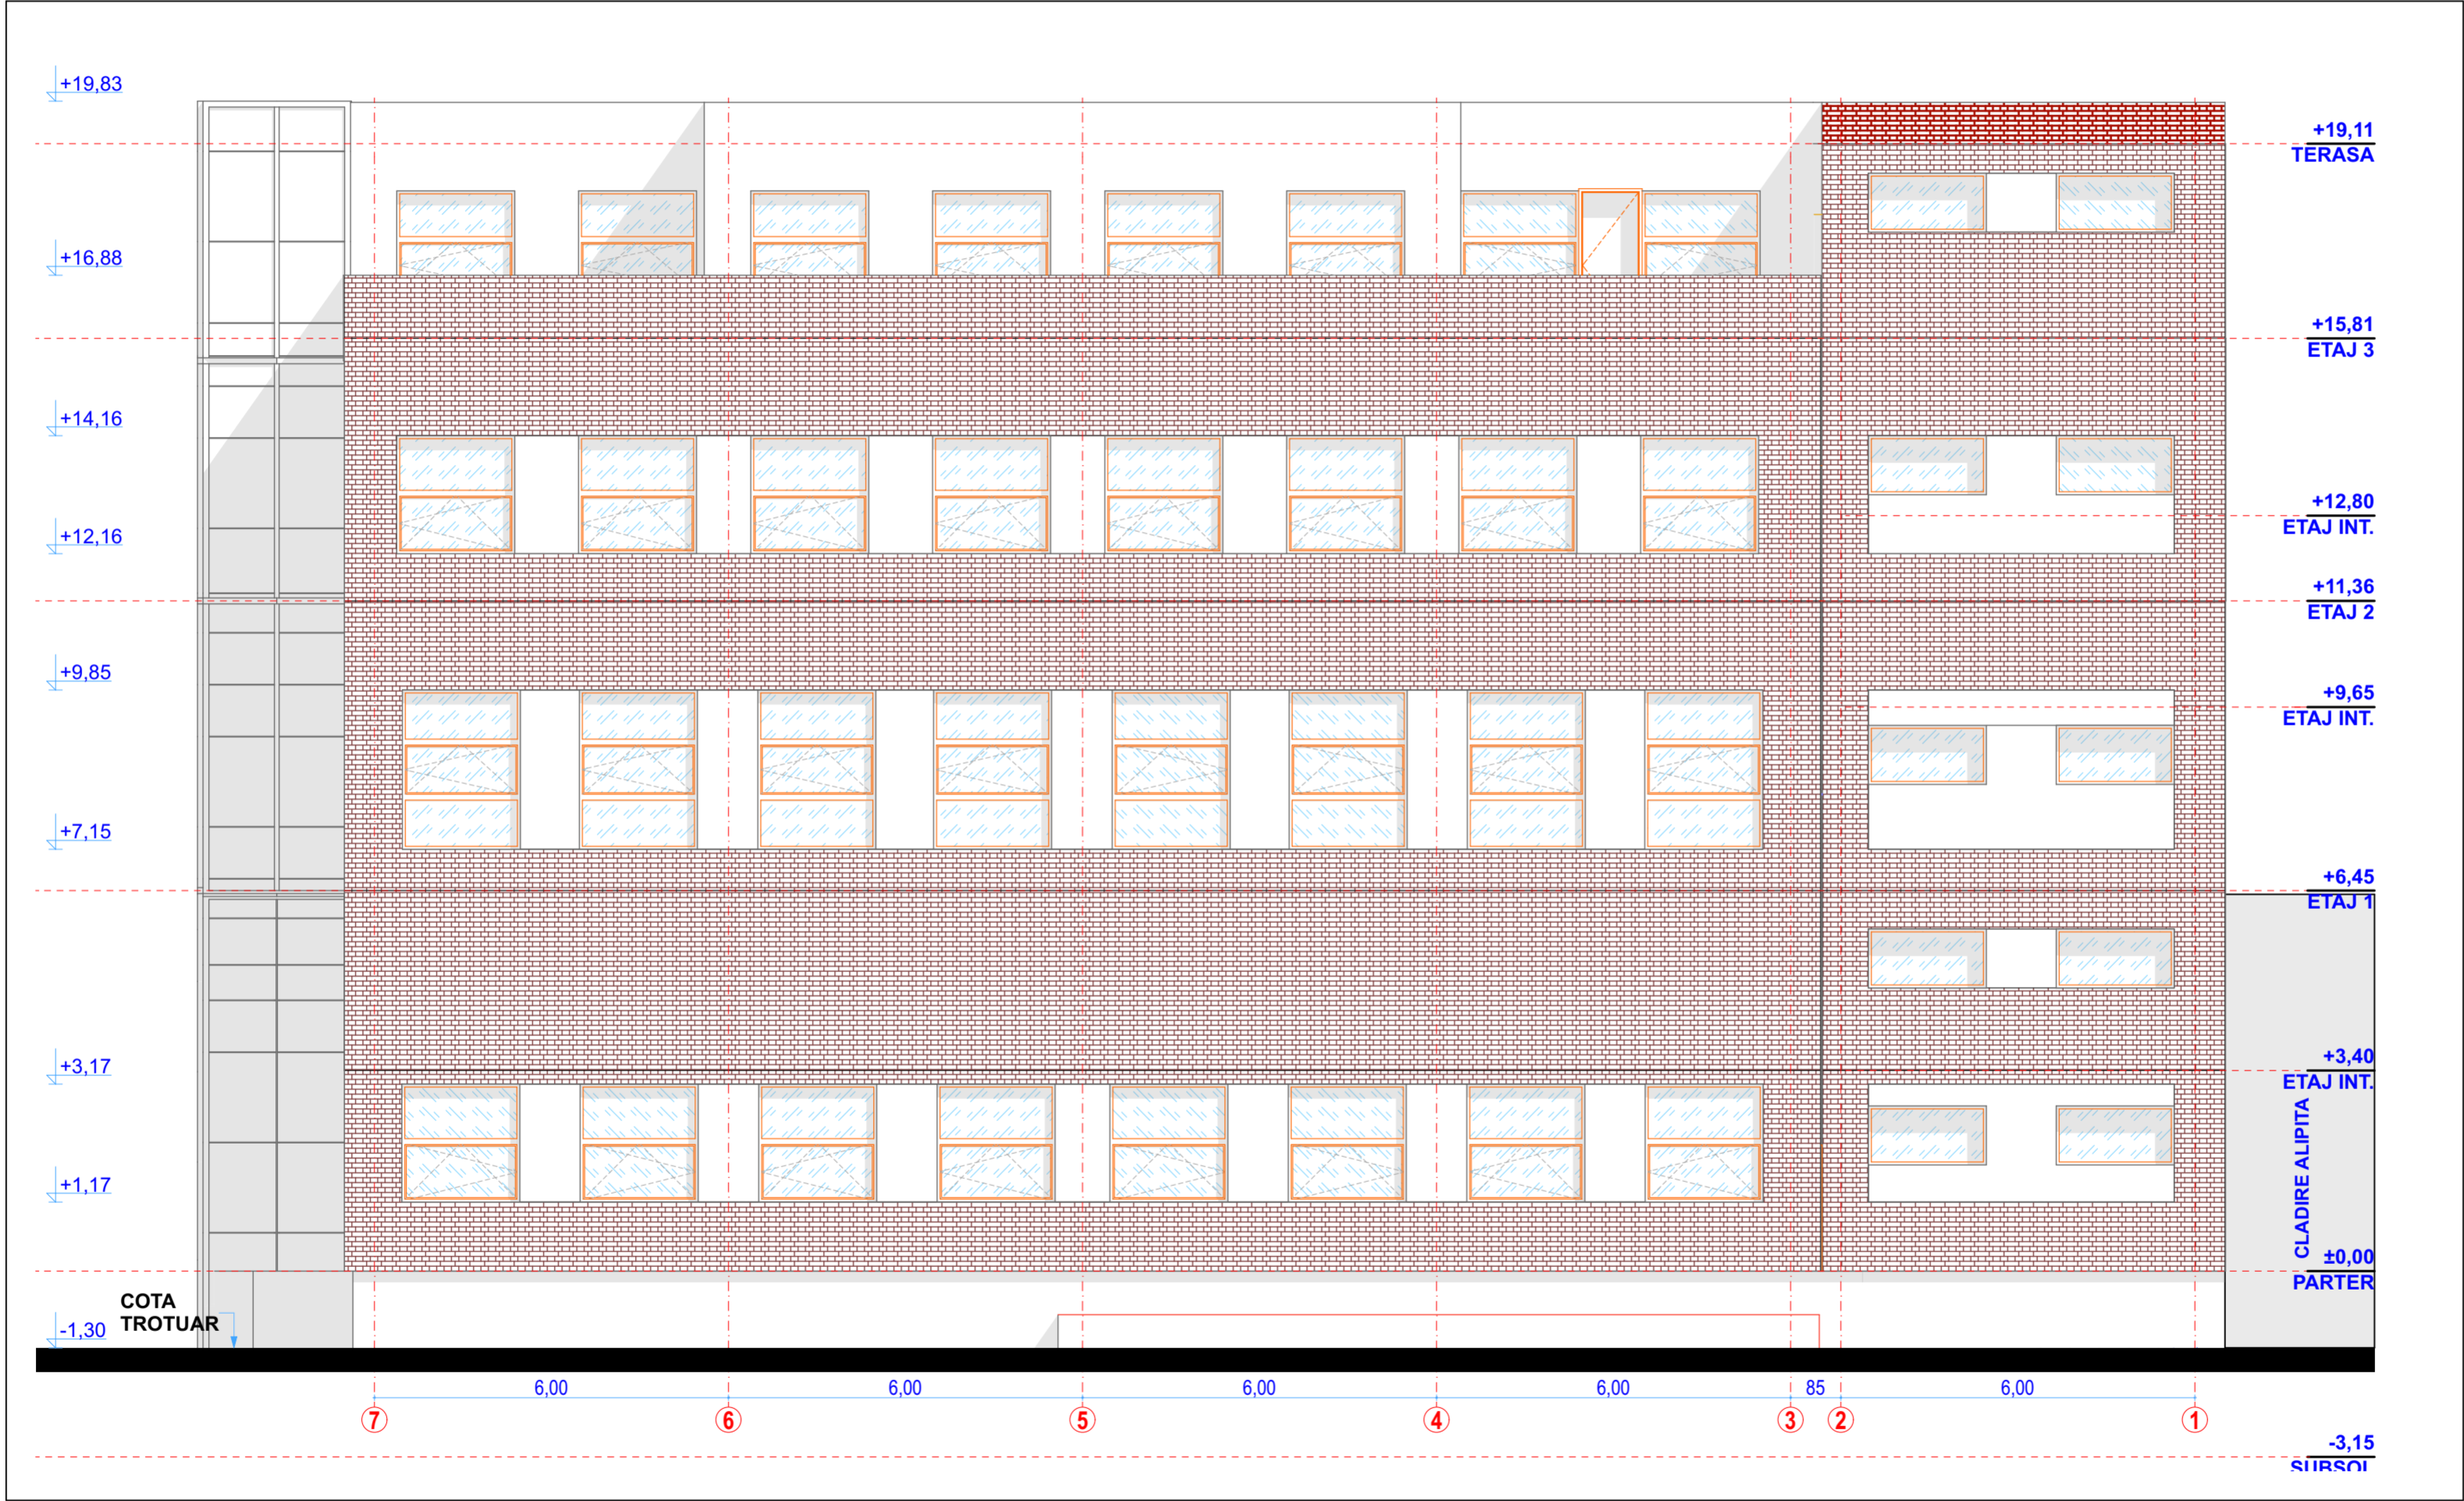 +19,83
+19,11
TERASA
+16,88
+15,81
ETAJ 3
+14,16
+12,80
ETAJ INT.
+12,16
+11,36
ETAJ 2
+9,85
+9,65
ETAJ INT.
+7,15
+6,45
ETAJ 1
+3,17
+3,40
ETAJ INT.
CLADIRE ALIPITA
+1,17
±0,00
PARTER
COTA
TROTUAR
-1,30
6,00 6,00 6,00 6,00 85 6,00
7 6 5 4 3 2 1
-3,15
SUBSOL